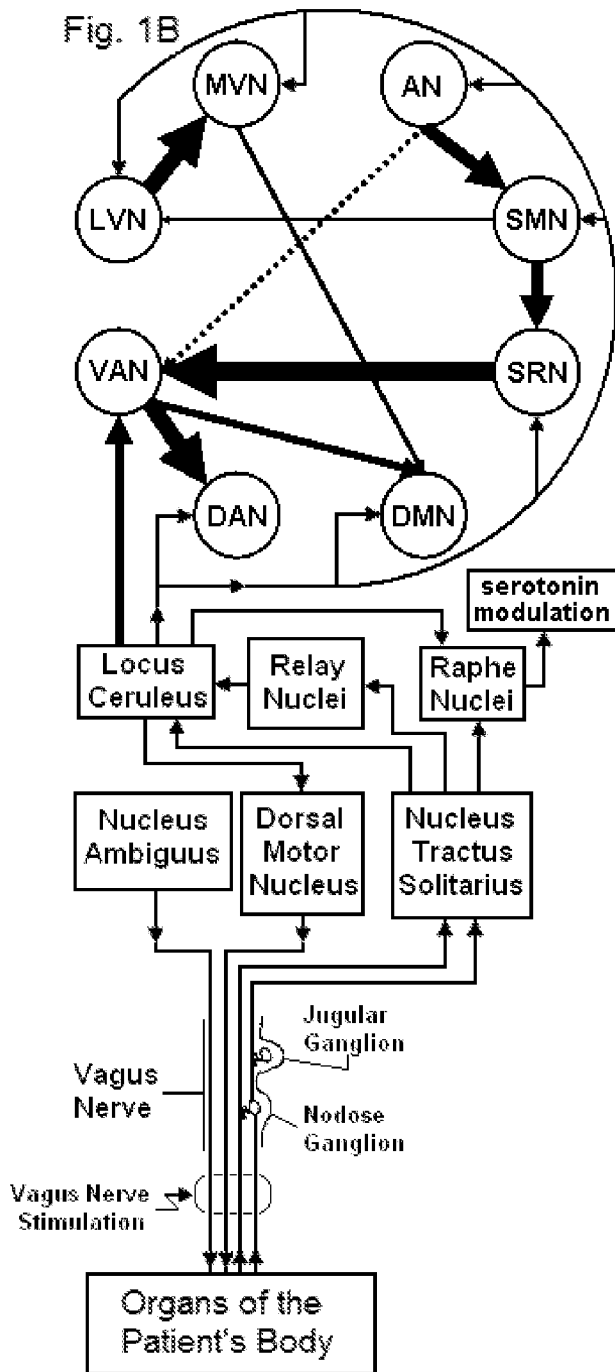 Fig. 1B
MVN
AN
LVN
SMN
VAN
SRN
DAN
DMN
serotonin
modulation
Locus
Ceruleus
Relay
Nuclei
Raphe
Nuclei
Nucleus
Ambiguus
Dorsal
Motor
Nucleus
Nucleus
Tractus
Solitarius
Jugular
Ganglion
Vagus
Nerve
Nodose
Ganglion
Vagus Nerve
Stimulation
Organs of the
Patient's Body